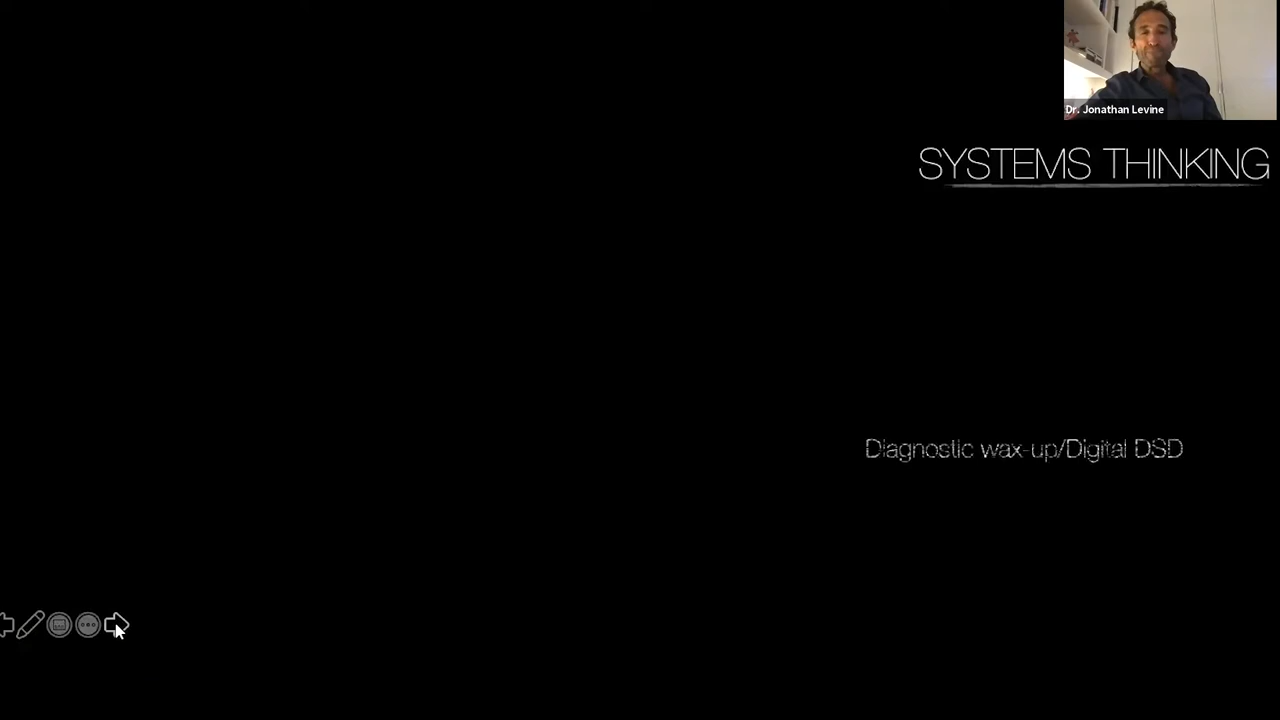 Dr. Jonathan Levine
SYSTEMS THINKING
Diagnostic wax-up/Digital DSD